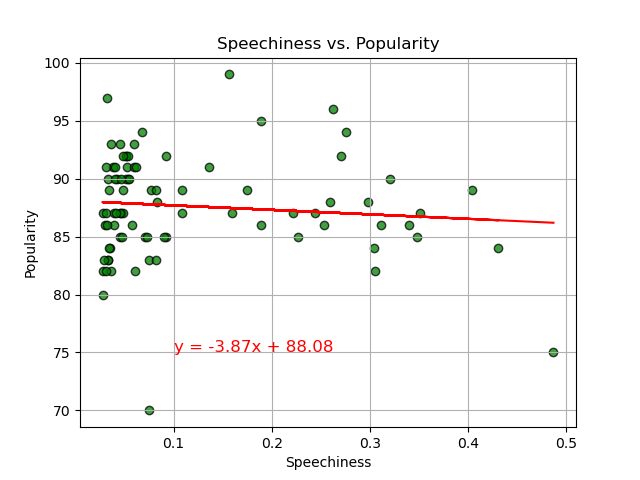 Speechiness vs. Popularity
100
95
90
85
80
75
70
Popularity
y = -3.87x + 88.08
0.1 0.2 0.3 0.4 0.5
Speechiness